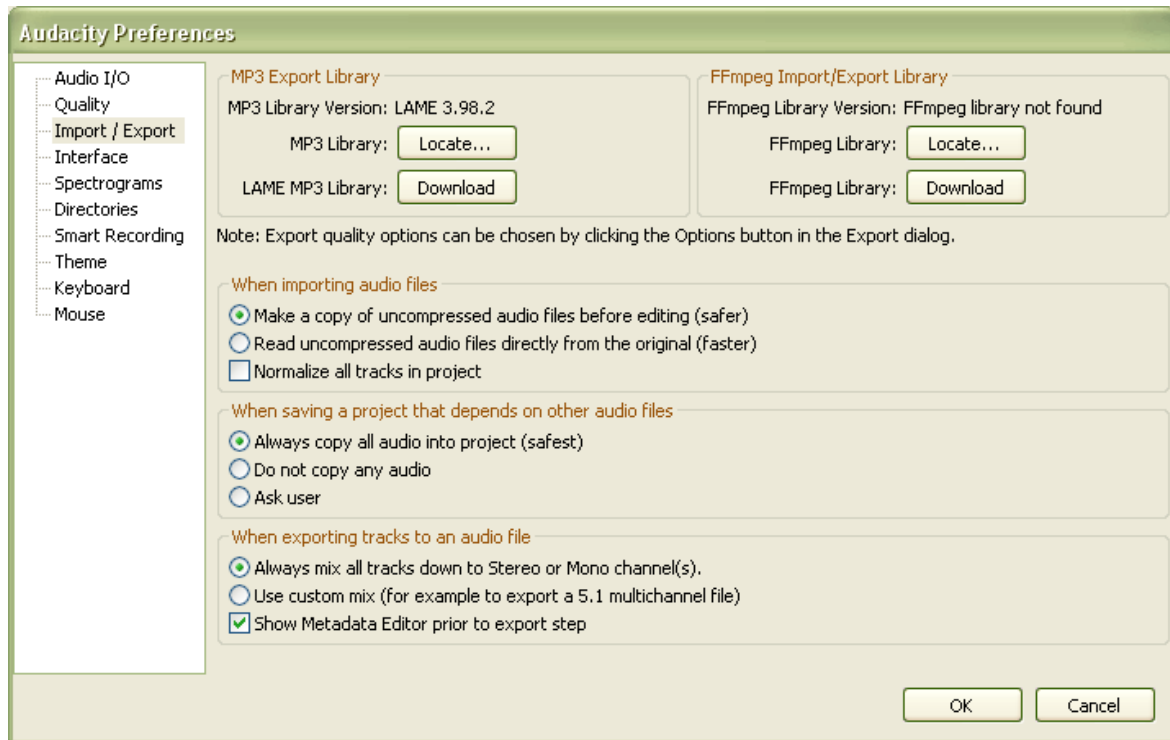 Audacity Preferences
Audio I/O
Quality
Import / Export
Interface
Spectrograms
Directories
Smart Recording
Theme
Keyboard
Mouse
MP3 Export Library
MP3 Library Version: LAME 3.98.2
MP3 Library: Locate...
LAME MP3 Library: Download
FFmpeg Import/Export Library
FFmpeg Library Version: FFmpeg library not found
FFmpeg Library: Locate...
FFmpeg Library: Download
Note: Export quality options can be chosen by clicking the Options button in the Export dialog.
When importing audio files
Make a copy of uncompressed audio files before editing (safer)
Read uncompressed audio files directly from the original (faster)
Normalize all tracks in project
When saving a project that depends on other audio files
Always copy all audio into project (safest)
Do not copy any audio
Ask user
When exporting tracks to an audio file
Always mix all tracks down to Stereo or Mono channel(s).
Use custom mix (for example to export a 5.1 multichannel file)
Show Metadata Editor prior to export step
OK Cancel